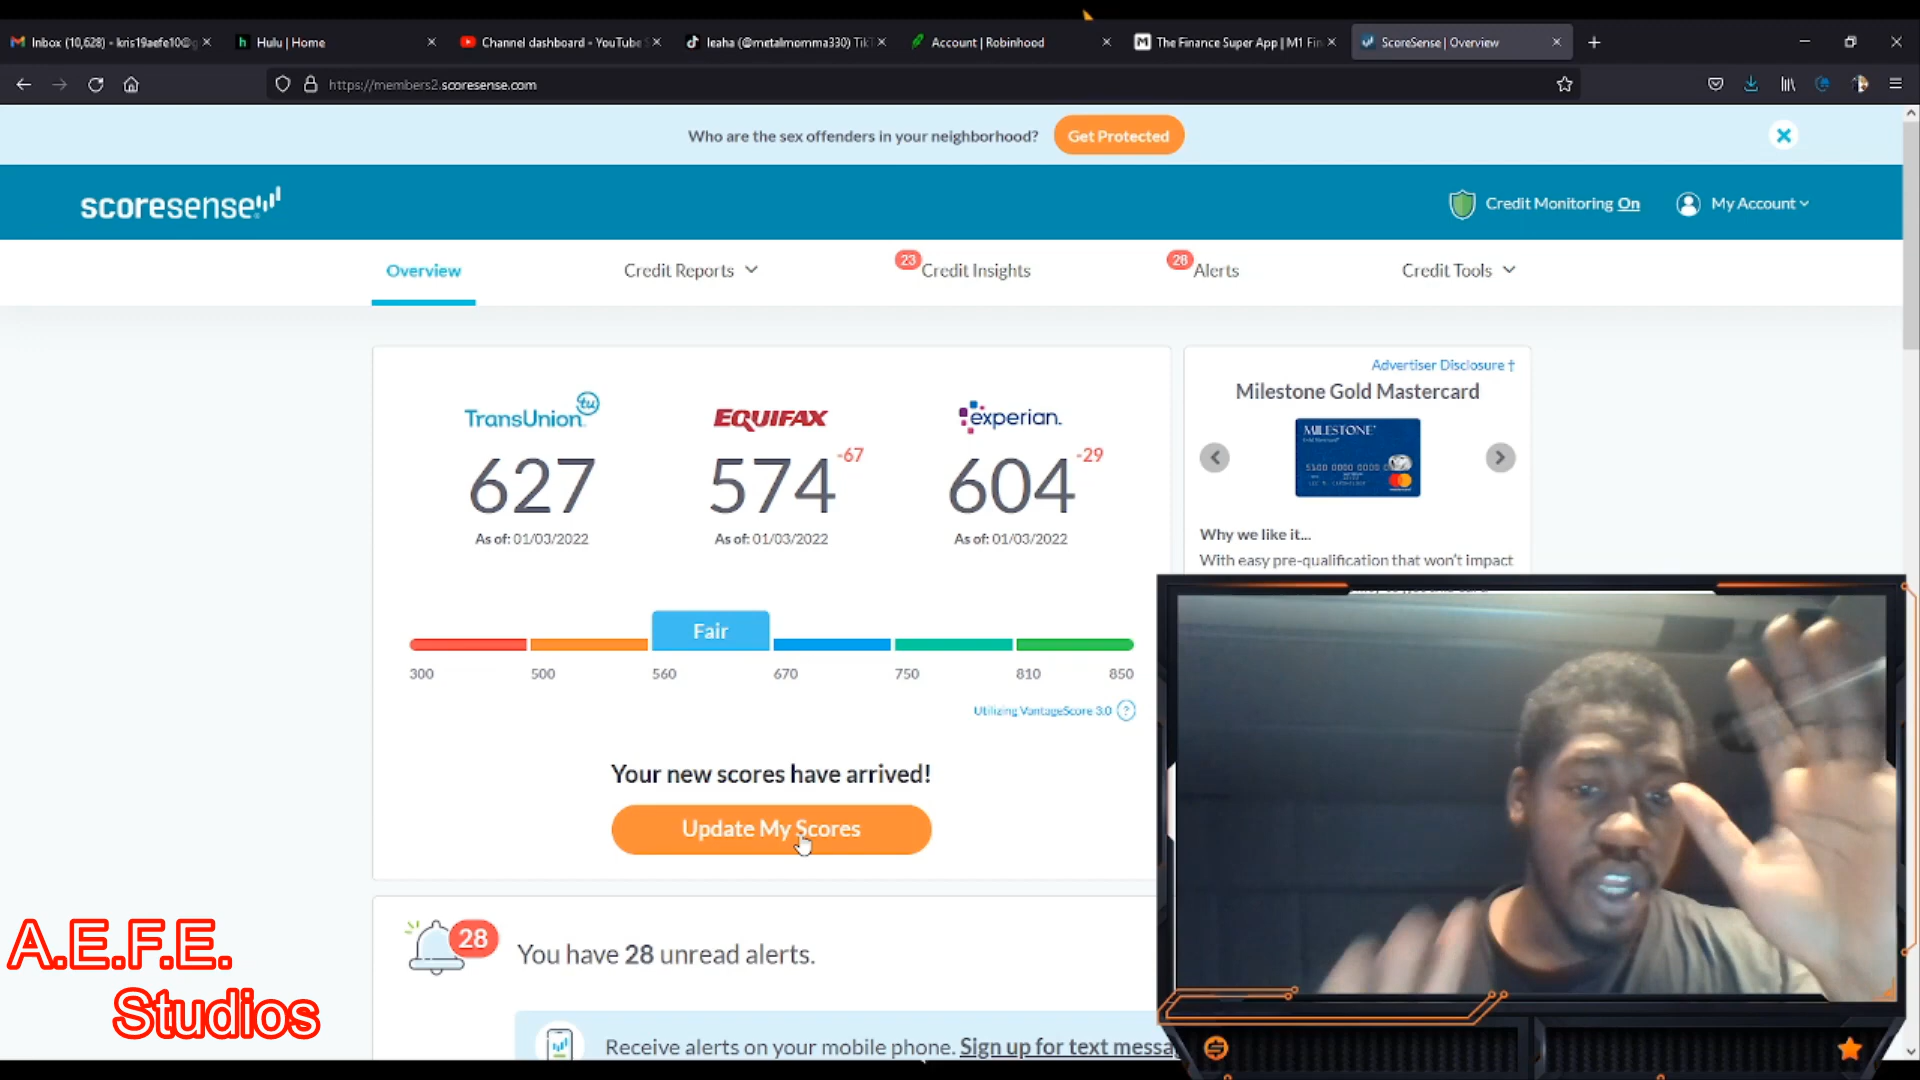 Inbox (10,628) - kris19aefe10@g
Hulu | Home
Channel dashboard - YouTube S
leaha (@metalmomma330) TikT
Account | Robinhood
M The Finance Super App | M1 Fin
ScoreSense | Overview
https://members2.scoresense.com
Who are the sex offenders in your neighborhood?
Get Protected
scoresense
Credit Monitoring On
My Account
Overview
Credit Reports
23
Credit Insights
28
Alerts
Credit Tools
TransUnion tu
EQUIFAX
experian.
627
574
-67
604
-29
As of: 01/03/2022
As of: 01/03/2022
As of: 01/03/2022
Advertiser Disclosure †
Milestone Gold Mastercard
MILESTONE
Why we like it...
With easy pre-qualification that won't impact
Fair
300
500
560
670
750
810
850
Utilizing VantageScore 3.0 ?
Your new scores have arrived!
Update My Scores
28
You have 28 unread alerts.
Receive alerts on your mobile phone. Sign up for text messa
A.E.F.E.
Studios